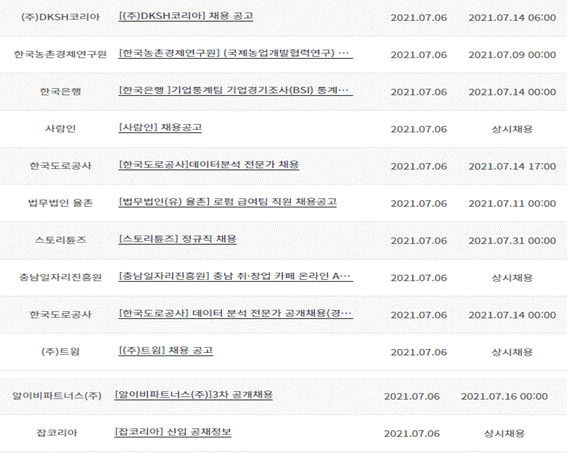 (주)DKSH코리아 [(주)DKSH코리아] 채용 공고 2021.07.06 2021.07.14 06:00
한국농촌경제연구원 [한국농촌경제연구원] (국제농업개발협력연구) ··· 2021.07.06 2021.07.09 00:00
한국은행 [한국은행 ]기업통계팀 기업경기조사(BSI) 통계··· 2021.07.06 2021.07.14 00:00
사람인 [사람인] 채용공고 2021.07.06 상시채용
한국도로공사 [한국도로공사]데이터분석 전문가 채용 2021.07.06 2021.07.14 17:00
법무법인 율촌 [법무법인(유) 율촌] 로펌 급여팀 직원 채용공고 2021.07.06 2021.07.11 00:00
스토리튠즈 [스토리튠즈] 정규직 채용 2021.07.06 2021.07.31 00:00
충남일자리진흥원 [충남일자리진흥원] 충남 취·창업 카페 온라인 A··· 2021.07.06 상시채용
한국도로공사 [한국도로공사] 데이터 분석 전문가 공개채용(경··· 2021.07.06 2021.07.14 00:00
(주)트윔 [(주)트윔] 채용 공고 2021.07.06 상시채용
알이비파트너스(주) [알이비파트너스(주)]3차 공개채용 2021.07.06 2021.07.16 00:00
잡코리아 [잡코리아] 신입 공채정보 2021.07.06 상시채용